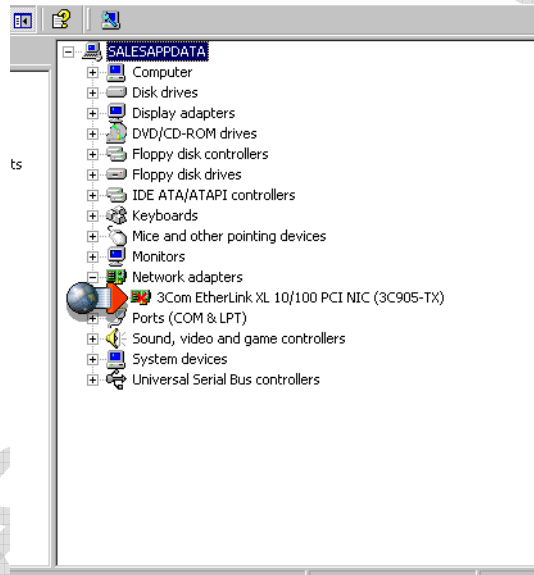 SALESAPPDATA
Computer
Disk drives
Display adapters
DVD/CD-ROM drives
Floppy disk controllers
ts
Floppy disk drives
IDE ATA/ATAPI controllers
Keyboards
Mice and other pointing devices
Monitors
Network adapters
3Com EtherLink XL 10/100 PCI NIC (3C905-TX)
Ports (COM & LPT)
Sound, video and game controllers
System devices
Universal Serial Bus controllers